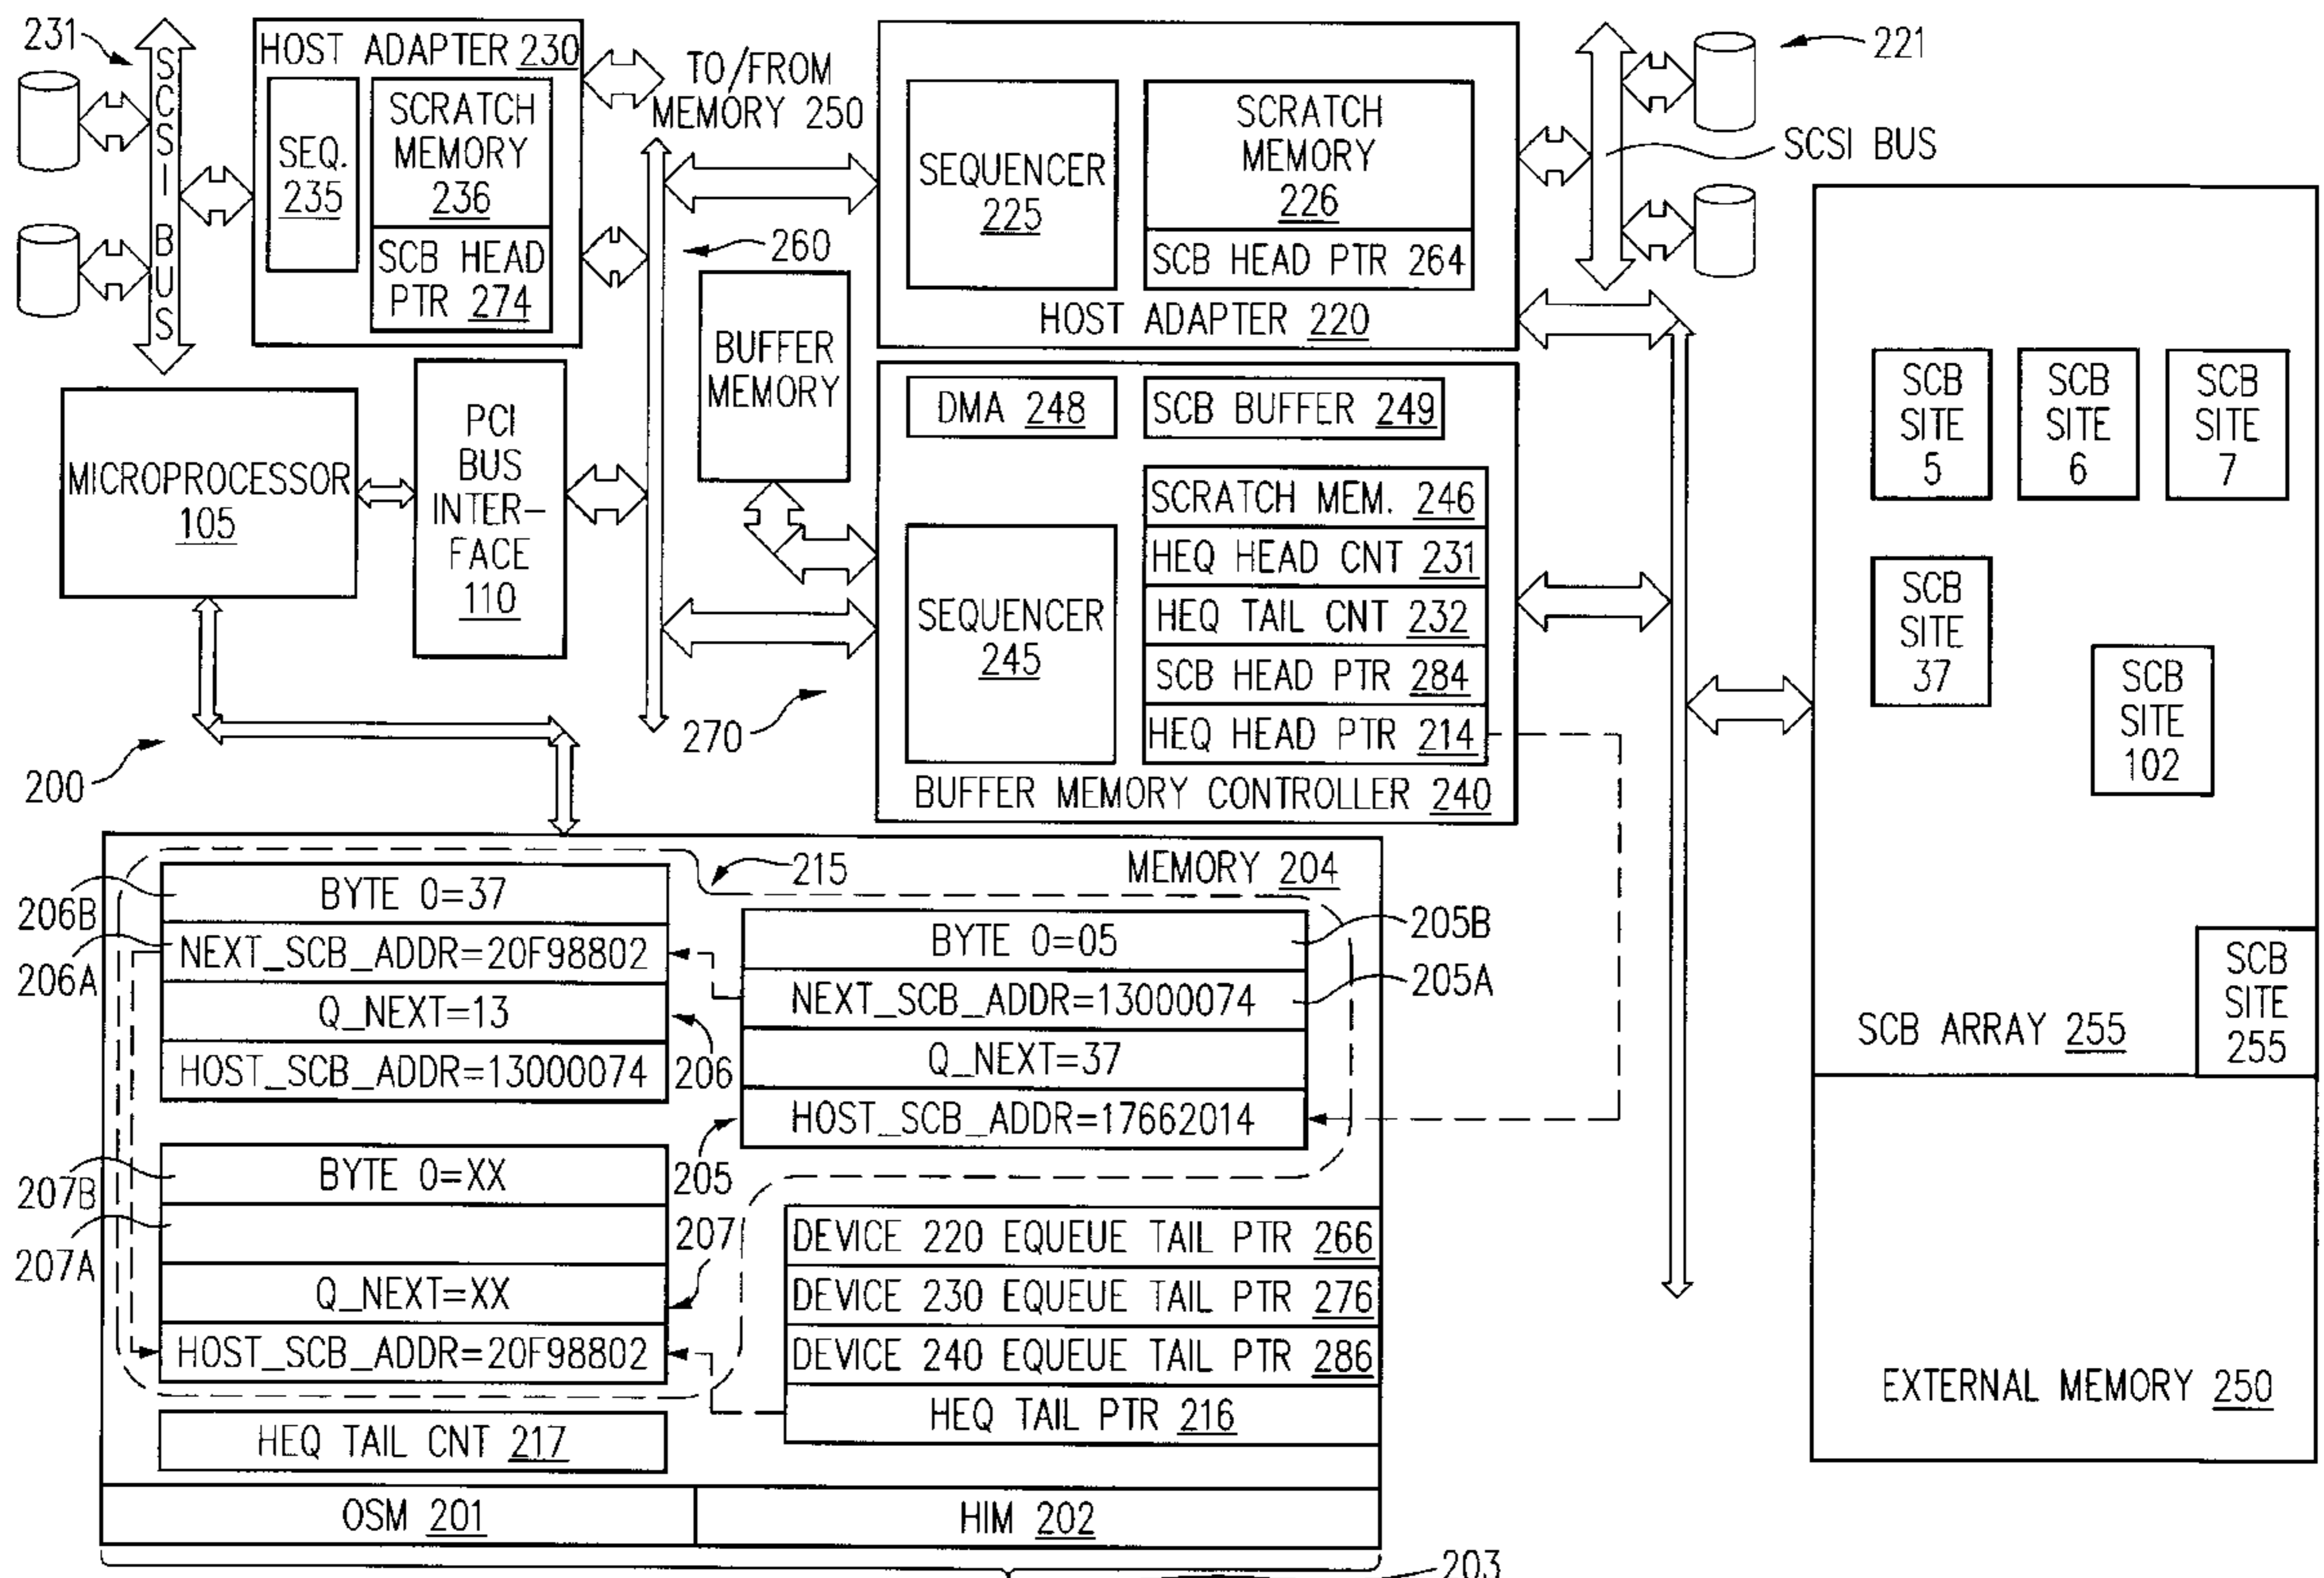 231
SCSI BUS
HOST ADAPTER 230
SEQ.
235
SCRATCH
MEMORY
236
SCB HEAD
PTR 274
TO/FROM
MEMORY 250
260
SEQUENCER
225
SCRATCH
MEMORY
226
SCB HEAD PTR 264
HOST ADAPTER 220
221
SCSI BUS
MICROPROCESSOR
105
PCI
BUS
INTER-
FACE
110
BUFFER
MEMORY
DMA 248
SCB BUFFER 249
SEQUENCER
245
SCRATCH MEM. 246
HEQ HEAD CNT 231
HEQ TAIL CNT 232
SCB HEAD PTR 284
HEQ HEAD PTR 214
BUFFER MEMORY CONTROLLER 240
270
200
SCB
SITE
5
SCB
SITE
6
SCB
SITE
7
SCB
SITE
37
SCB
SITE
102
SCB
SITE
255
SCB ARRAY 255
EXTERNAL MEMORY 250
MEMORY 204
215
206B
BYTE 0=37
206A
NEXT_SCB_ADDR=20F98802
Q_NEXT=13
HOST_SCB_ADDR=13000074
206
BYTE 0=05
205B
NEXT_SCB_ADDR=13000074
205A
Q_NEXT=37
HOST_SCB_ADDR=17662014
205
207B
BYTE 0=XX
207A
207
Q_NEXT=XX
HOST_SCB_ADDR=20F98802
DEVICE 220 EQUEUE TAIL PTR 266
DEVICE 230 EQUEUE TAIL PTR 276
DEVICE 240 EQUEUE TAIL PTR 286
HEQ TAIL PTR 216
HEQ TAIL CNT 217
OSM 201
HIM 202
203